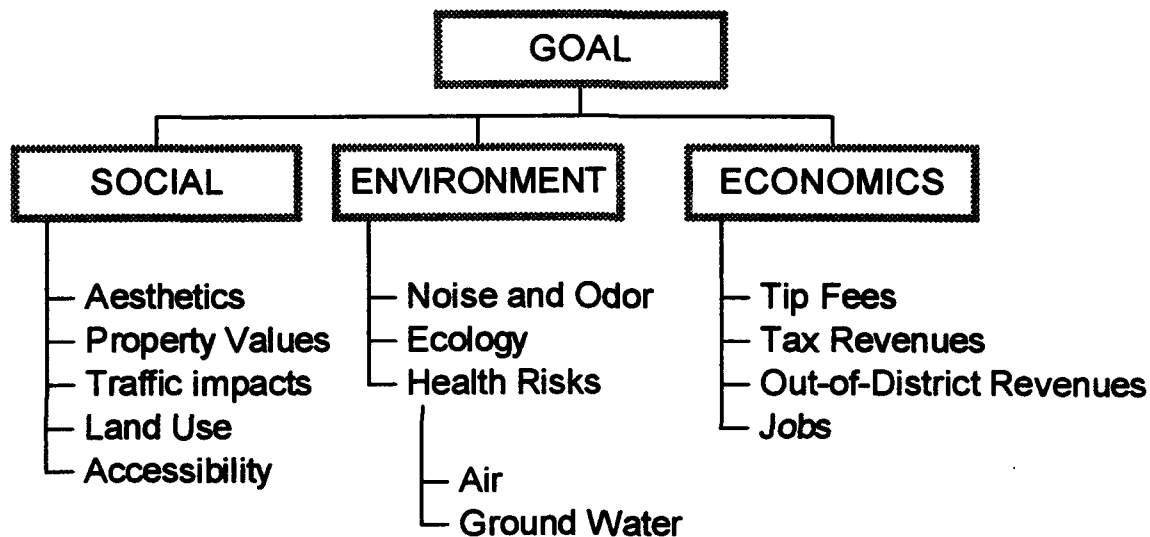 GOAL
SOCIAL
ENVIRONMENT
ECONOMICS
Aesthetics
Property Values
Traffic impacts
Land Use
Accessibility
Noise and Odor
Ecology
Health Risks
Air
Ground Water
Tip Fees
Tax Revenues
Out-of-District Revenues
Jobs